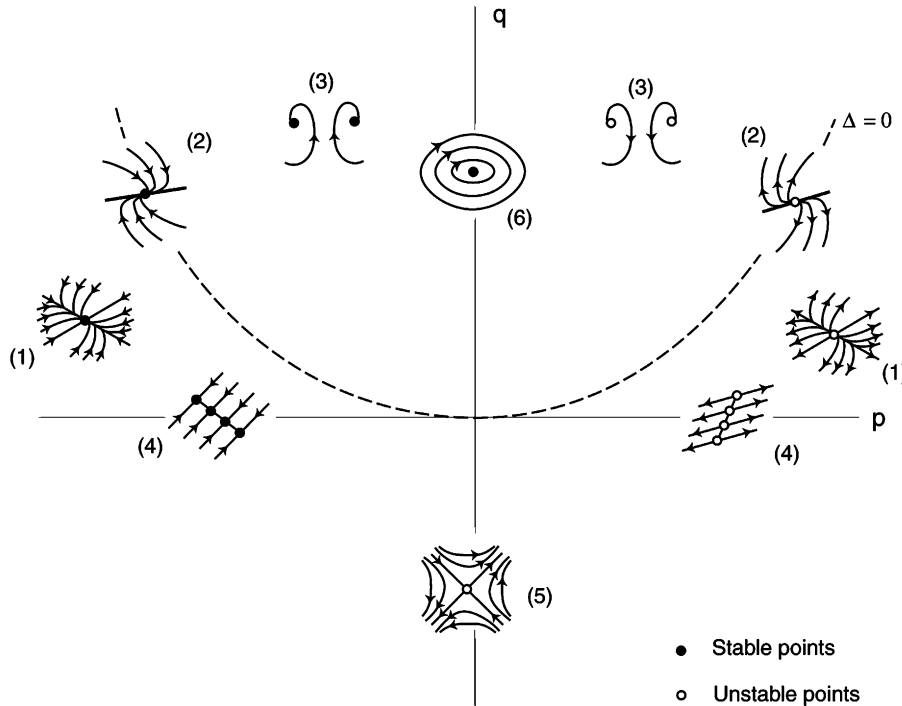 q
(3)
(3)
(2)
(2)
Δ = 0
(6)
(1)
(1)
(4)
p
(4)
(5)
Stable points
Unstable points